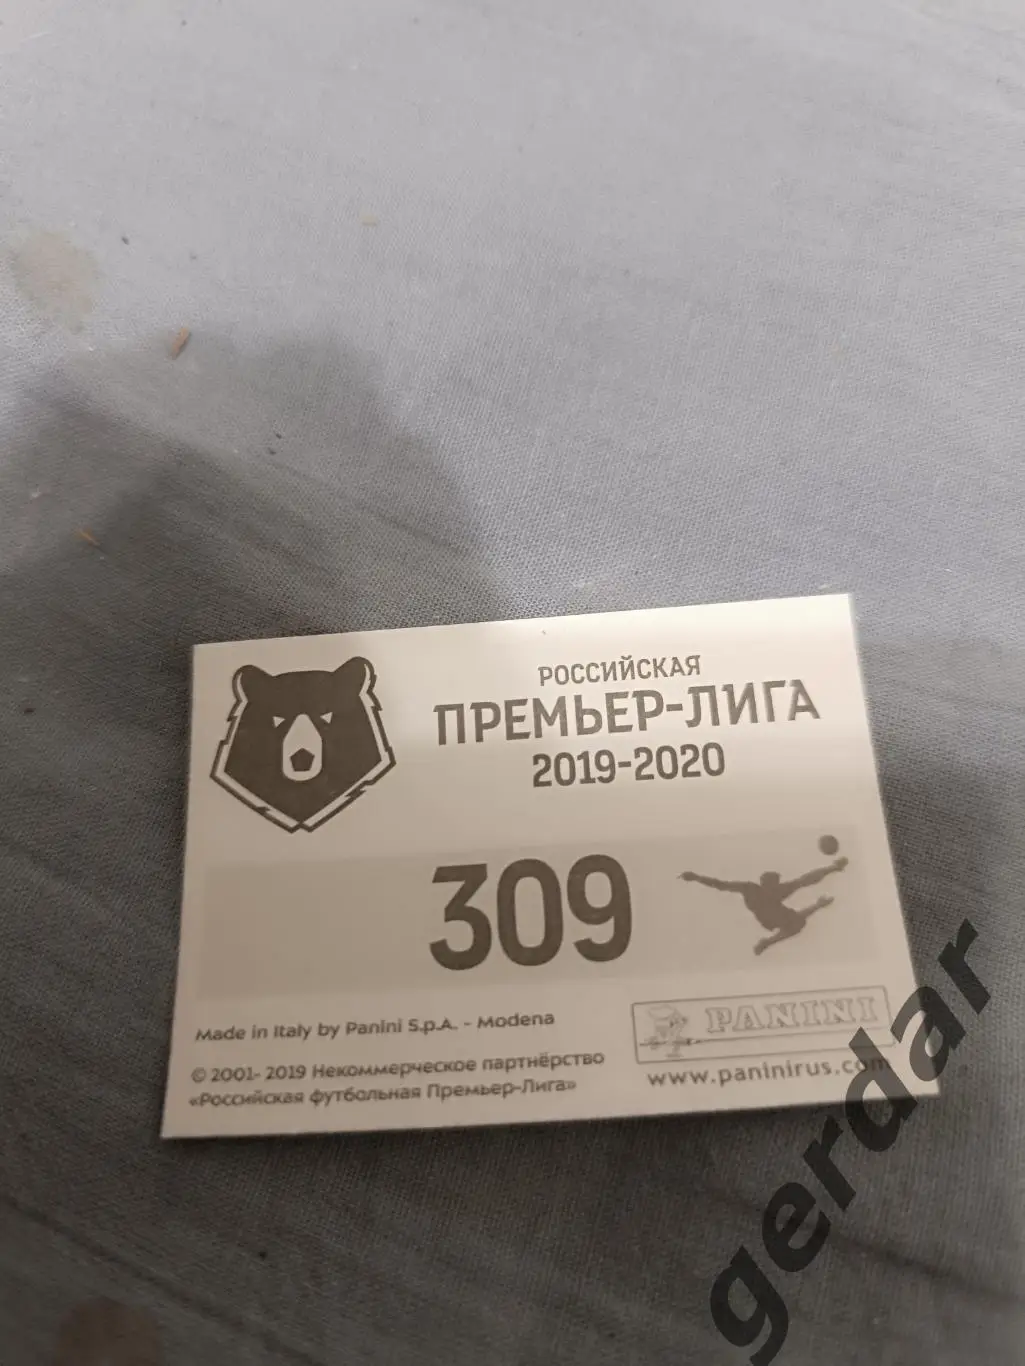 РОССИЙСКАЯ
ПРЕМЬЕР-ЛИГА
2019-2020
309
Made in Italy by Panini S.p.A. - Modena
© 2001- 2019 Некоммерческое партнёрство
«Российская футбольная Премьер-Лига»
PANINI
www.paninirus.com
gerdar